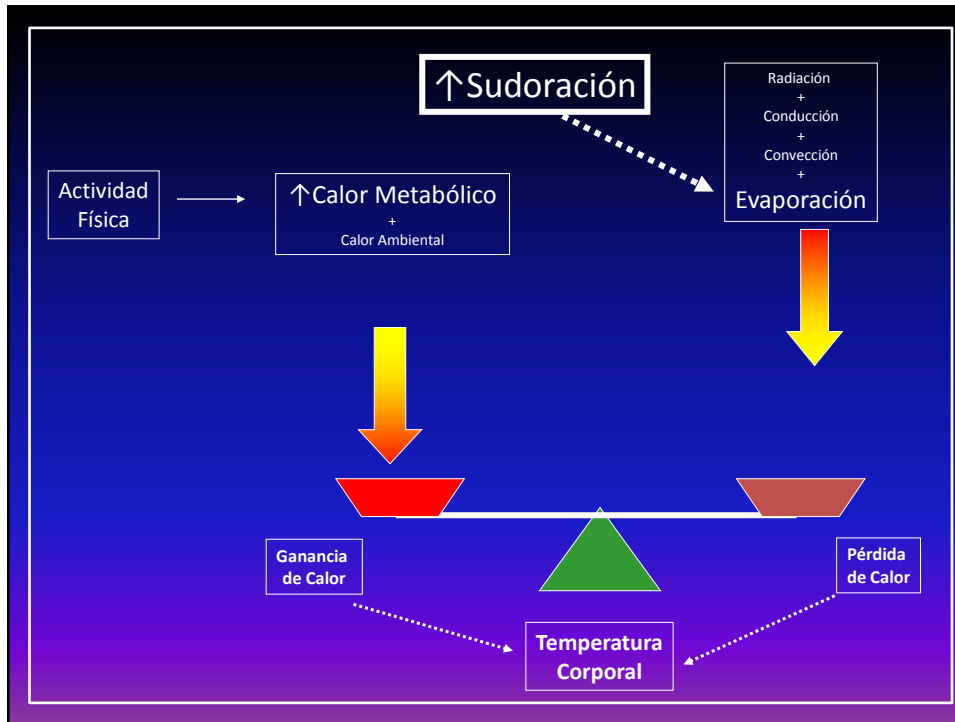 ↑Sudoración
Radiación
+
Conducción
+
Convección
+
Evaporación
Actividad
Física
↑Calor Metabólico
+
Calor Ambiental
Ganancia
de Calor
Pérdida
de Calor
Temperatura
Corporal